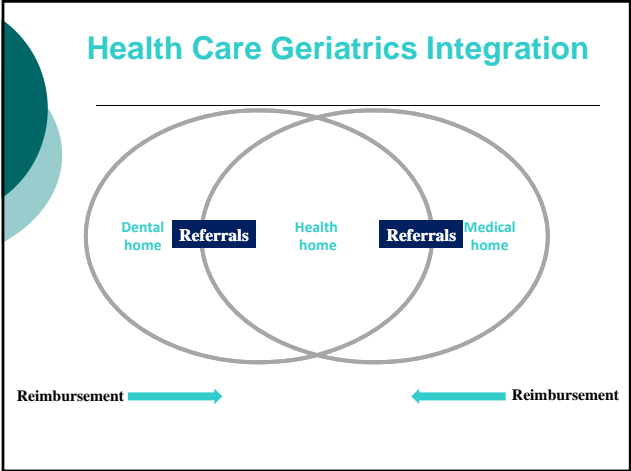 Health Care Geriatrics Integration
Dental
home
Referrals
Health
home
Referrals
Medical
home
Reimbursement
Reimbursement